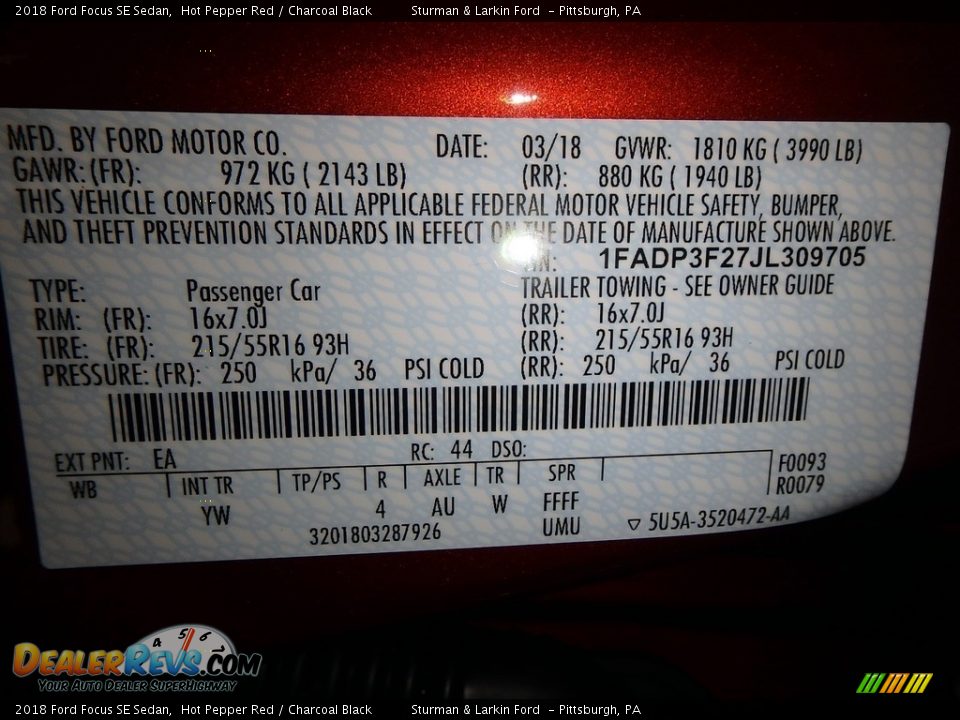 2018 Ford Focus SE Sedan, Hot Pepper Red / Charcoal Black Sturman & Larkin Ford - Pittsburgh, PA
MFD. BY FORD MOTOR CO. DATE: 03/18 GVWR: 1810 KG ( 3990 LB)
GAWR: (FR): 972 KG ( 2143 LB) (RR): 880 KG ( 1940 LB)
THIS VEHICLE CONFORMS TO ALL APPLICABLE FEDERAL MOTOR VEHICLE SAFETY, BUMPER,
AND THEFT PREVENTION STANDARDS IN EFFECT ON THE DATE OF MANUFACTURE SHOWN ABOVE.
1FADP3F27JL309705
TYPE: Passenger Car TRAILER TOWING - SEE OWNER GUIDE
RIM: (FR): 16x7.0J (RR): 16x7.0J
TIRE: (FR): 215/55R16 93H (RR): 215/55R16 93H
PRESSURE: (FR): 250 kPa/ 36 PSI COLD (RR): 250 kPa/ 36 PSI COLD
EXT PNT: EA RC: 44 DSO:
WB INT TR TP/PS R AXLE TR SPR F0093
R0079
YW 4 AU W FFFF
3201803287926 UMU ▽ 5U5A-3520472-AA
4 5 6
DEALERREVS.COM
YOUR AUTO DEALER SUPERHIGHWAY
2018 Ford Focus SE Sedan, Hot Pepper Red / Charcoal Black Sturman & Larkin Ford - Pittsburgh, PA